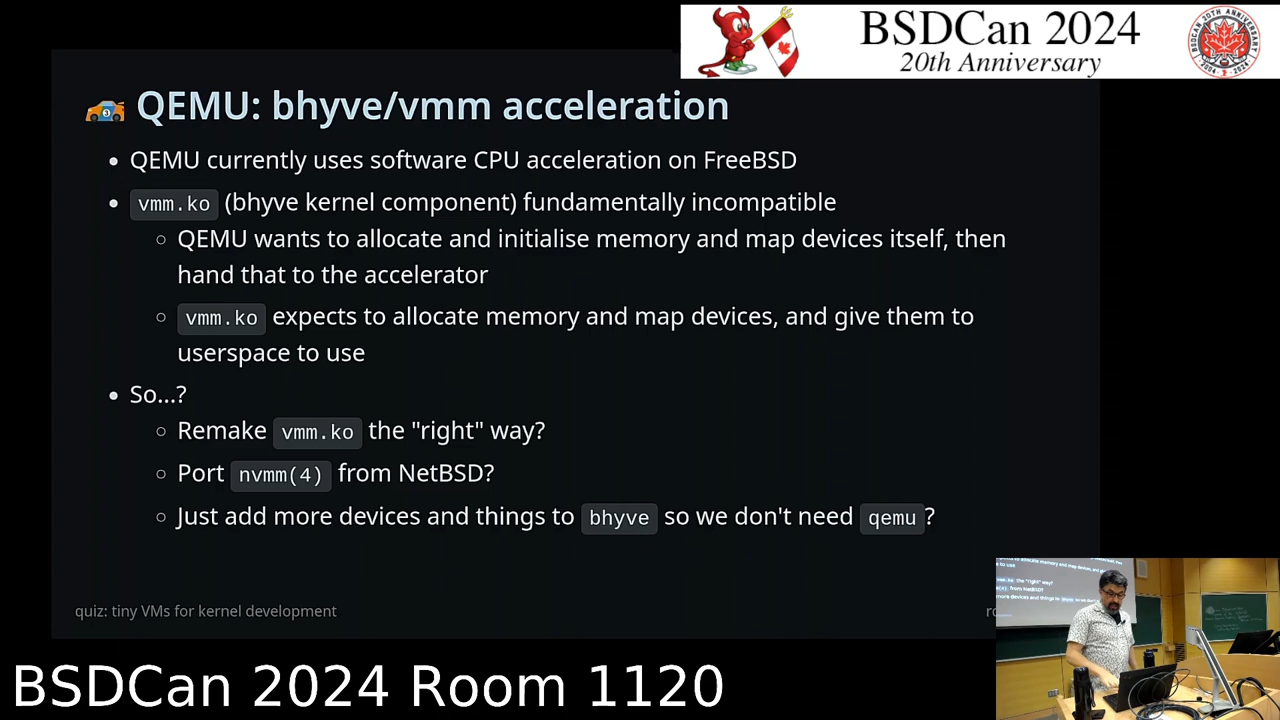 BSDCan 2024
20th Anniversary
QEMU: bhyve/vmm acceleration
QEMU currently uses software CPU acceleration on FreeBSD
vmm.ko (bhyve kernel component) fundamentally incompatible
QEMU wants to allocate and initialise memory and map devices itself, then
hand that to the accelerator
vmm.ko expects to allocate memory and map devices, and give them to
userspace to use
So...?
Remake vmm.ko the "right" way?
Port nvmm(4) from NetBSD?
Just add more devices and things to bhyve so we don't need qemu?
quiz: tiny VMs for kernel development
BSDCan 2024 Room 1120